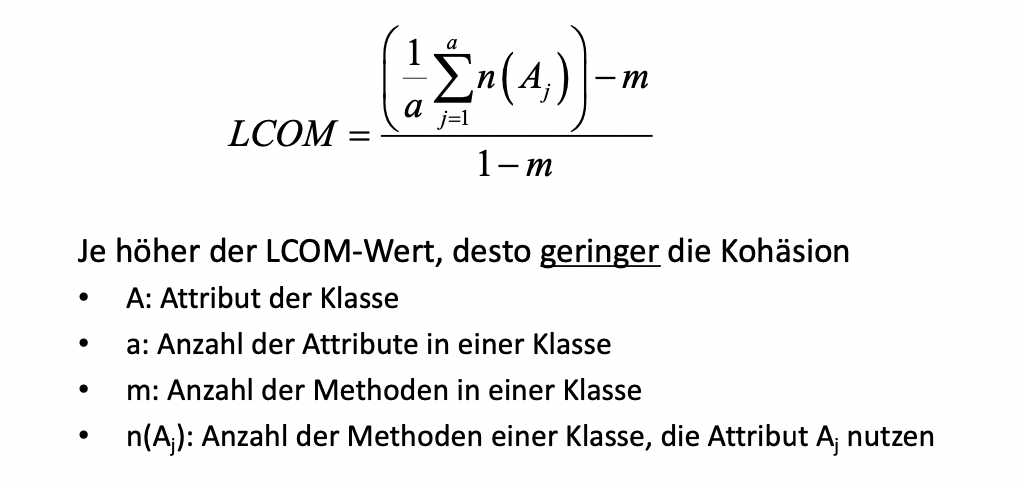 LCOM = ((1/a) ∑_{j=1}^{a} n(A_j)) − m / 1 − m
Je höher der LCOM-Wert, desto geringer die Kohäsion
• A: Attribut der Klasse
• a: Anzahl der Attribute in einer Klasse
• m: Anzahl der Methoden in einer Klasse
• n(A_j): Anzahl der Methoden einer Klasse, die Attribut A_j nutzen